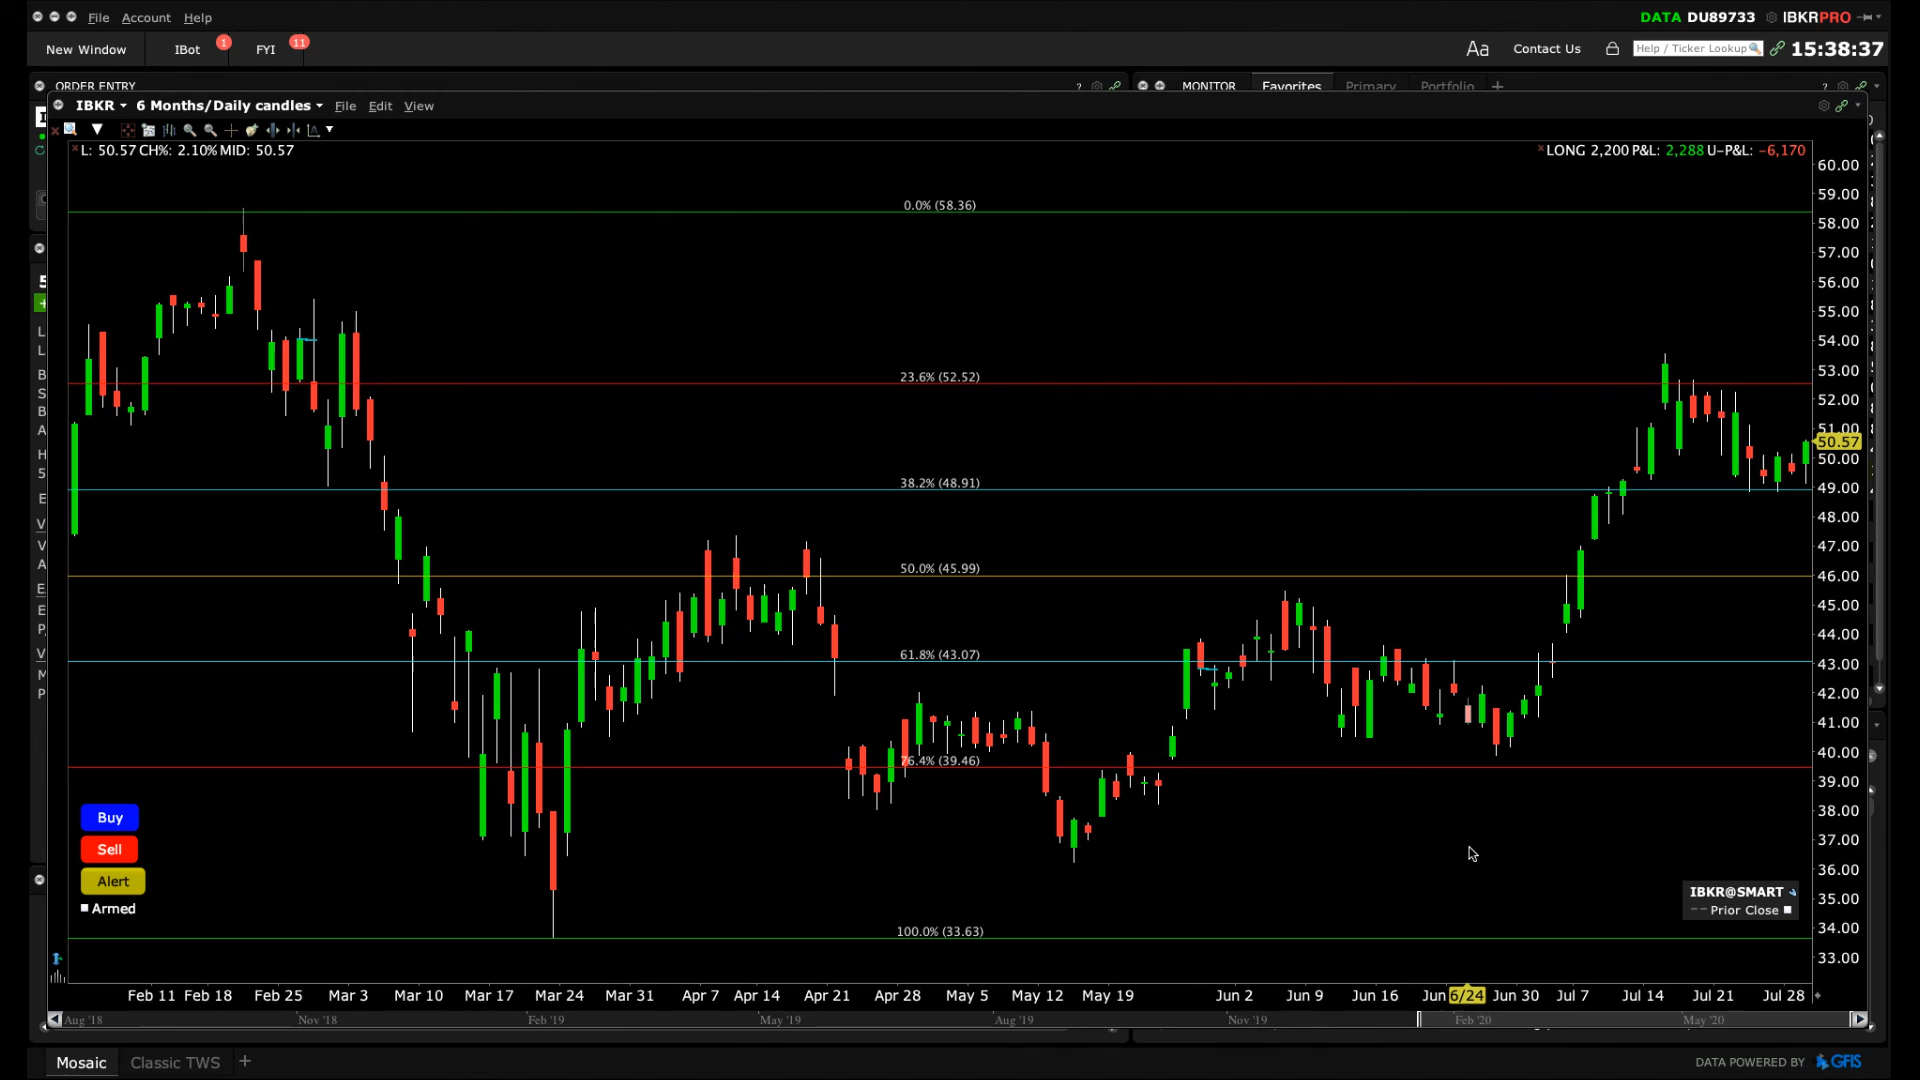 File Account Help
DATA DU89733 IBKRPRO
New Window IBot 1 FYI 11
Aa Contact Us Help / Ticker Lookup 15:38:37
ORDER ENTRY
MONITOR Favorites Primary Portfolio +
IBKR 6 Months/Daily candles File Edit View
L: 50.57 CH%: 2.10% MID: 50.57
LONG 2,200 P&L: 2,288 U-P&L: -6,170
60.00
59.00
0.0% (58.36)
58.00
57.00
56.00
55.00
54.00
23.6% (52.52)
53.00
52.00
51.00
50.57
50.00
38.2% (48.91)
49.00
48.00
47.00
50.0% (45.99)
46.00
45.00
44.00
61.8% (43.07)
43.00
42.00
41.00
40.00
76.4% (39.46)
39.00
38.00
37.00
36.00
35.00
34.00
33.00
100.0% (33.63)
Buy
Sell
Alert
Armed
IBKR@SMART
Prior Close
Feb 11 Feb 18 Feb 25 Mar 3 Mar 10 Mar 17 Mar 24 Mar 31 Apr 7 Apr 14 Apr 21 Apr 28 May 5 May 12 May 19 Jun 2 Jun 9 Jun 16 Jun 6/24 Jun 30 Jul 7 Jul 14 Jul 21 Jul 28
Aug '18 Nov '18 Feb '19 May '19 Aug '19 Nov '19 Feb '20 May '20
Mosaic Classic TWS +
DATA POWERED BY GFIS